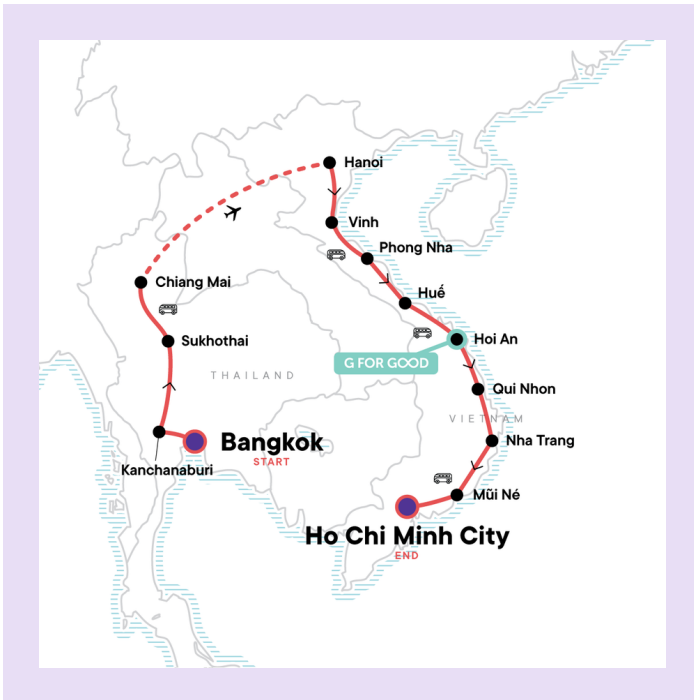 Hanoi
Vinh
Phong Nha
Chiang Mai
Huế
Sukhothai
Hoi An
G FOR GOOD
THAILAND
Qui Nhon
VIETNAM
Bangkok
START
Nha Trang
Kanchanaburi
Mũi Né
Ho Chi Minh City
END